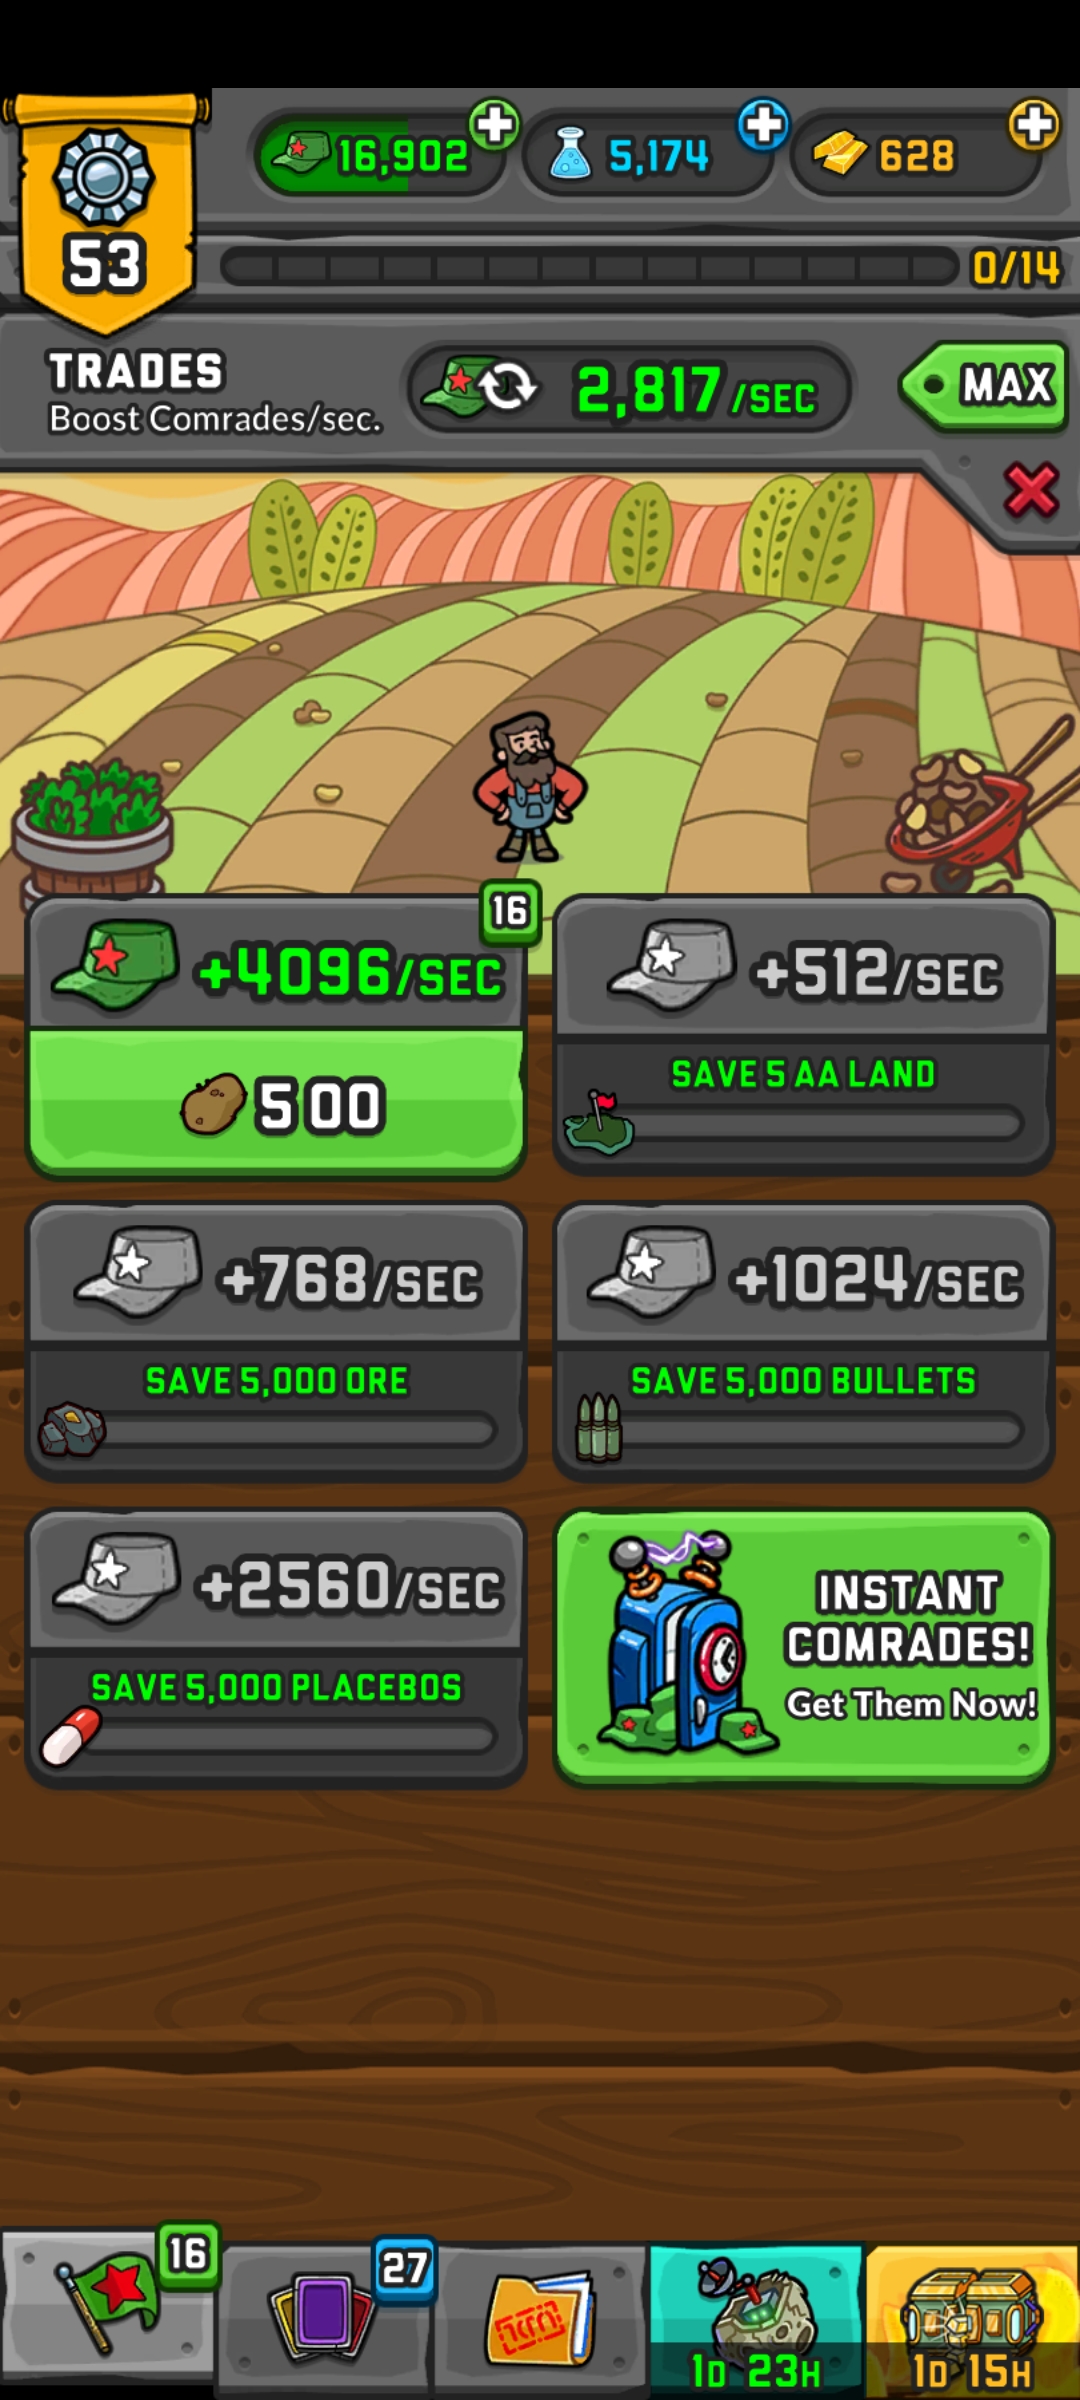 16,902
5,174
628
53
0/14
TRADES
Boost Comrades/sec.
2,817/SEC
MAX
16
+4096/SEC
500
+512/SEC
SAVE 5 AA LAND
+768/SEC
SAVE 5,000 ORE
+1024/SEC
SAVE 5,000 BULLETS
+2560/SEC
SAVE 5,000 PLACEBOS
INSTANT
COMRADES!
Get Them Now!
16
27
1D 23H
1D 15H